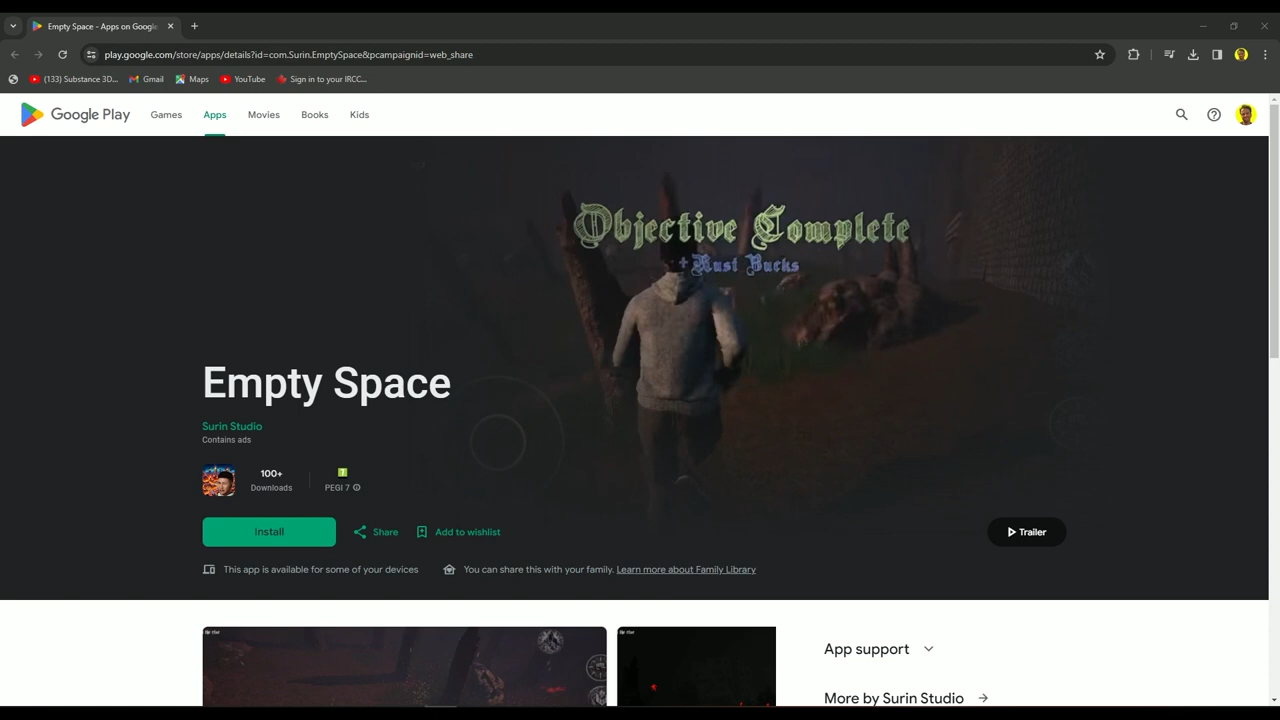 Empty Space - Apps on Google
play.google.com/store/apps/details?id=com.Surin.EmptySpace&pcampaignid=web_share
(133) Substance 3D...
Gmail
Maps
YouTube
Sign in to your IRCC...
Google Play
Games
Apps
Movies
Books
Kids
Objective Complete
+ Rust Bucks
Empty Space
Surin Studio
Contains ads
100+
Downloads
7
PEGI 7
Install
Share
Add to wishlist
Trailer
This app is available for some of your devices
You can share this with your family. Learn more about Family Library
App support
More by Surin Studio